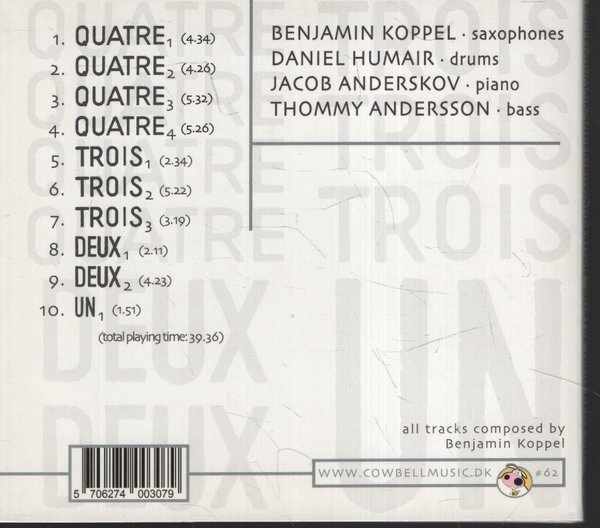 1. QUATRE₁ (4.34)
2. QUATRE₂ (4.26)
3. QUATRE₃ (5.32)
4. QUATRE₄ (5.26)
5. TROIS₁ (2.34)
6. TROIS₂ (5.22)
7. TROIS₃ (3.19)
8. DEUX₁ (2.11)
9. DEUX₂ (4.23)
10. UN₁ (1.51)
(total playing time: 39.36)
BENJAMIN KOPPEL · saxophones
DANIEL HUMAIR · drums
JACOB ANDERSKOV · piano
THOMMY ANDERSSON · bass
QUATRE TROIS
QUATRE TROIS
QUATRE TROIS
QUATRE
DEUX UN
DEUX
all tracks composed by
Benjamin Koppel
WWW.COWBELLMUSIC.DK #62
5 706274 003079